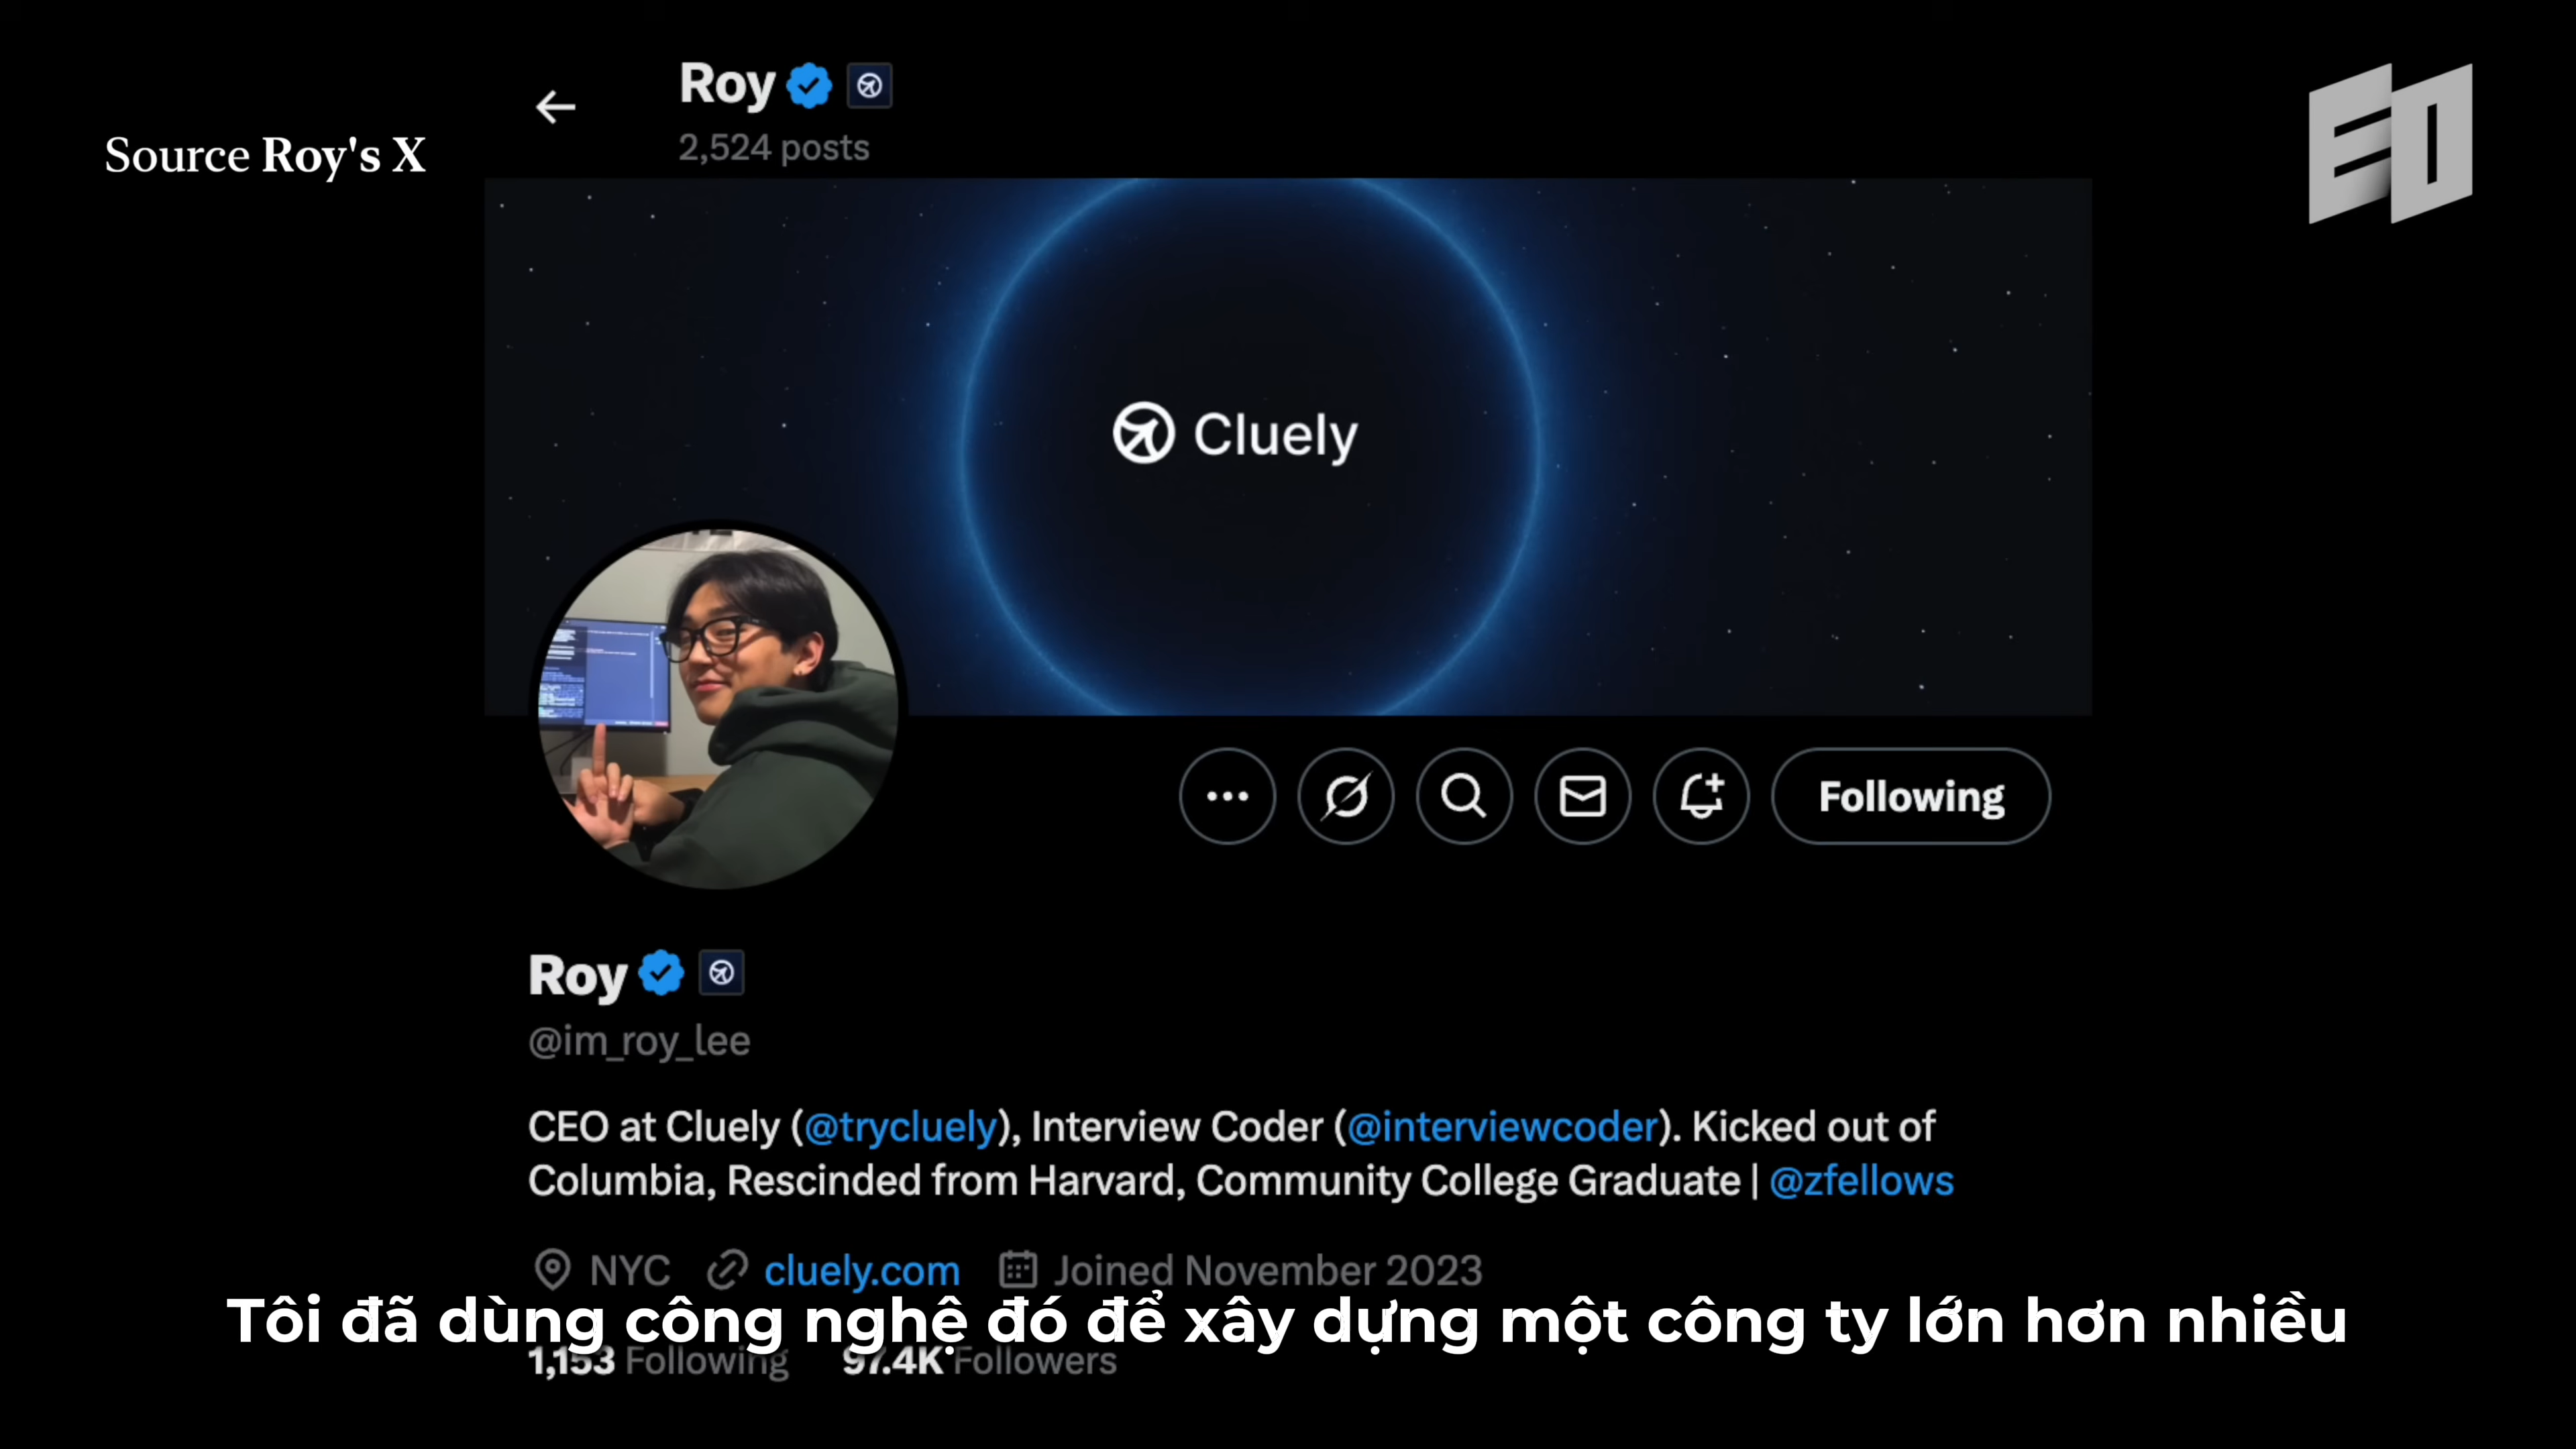 Roy
2,524 posts
Source Roy's X
EO
Cluely
Following
Roy
@im_roy_lee
CEO at Cluely (@trycluely), Interview Coder (@interviewcoder). Kicked out of
Columbia, Rescinded from Harvard, Community College Graduate | @zfellows
NYC cluely.com Joined November 2023
Tôi đã dùng công nghệ đó để xây dựng một công ty lớn hơn nhiều
1,153 Following 97.4K Followers